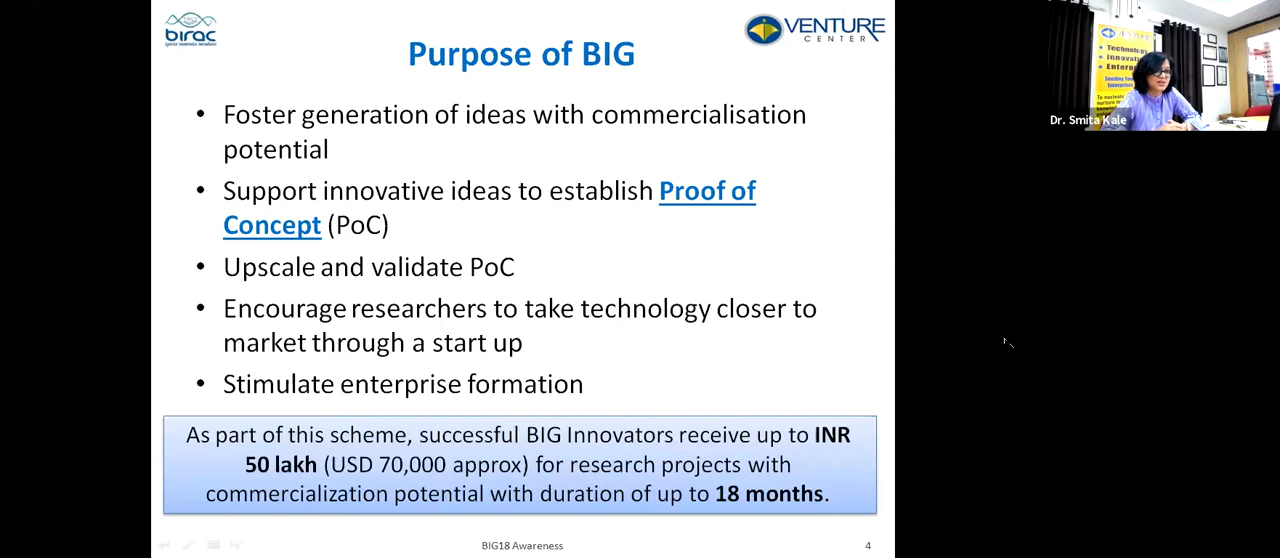 birac
VENTURE
CENTER
Purpose of BIG
• Foster generation of ideas with commercialisation
potential
• Support innovative ideas to establish Proof of
Concept (PoC)
• Upscale and validate PoC
• Encourage researchers to take technology closer to
market through a start up
• Stimulate enterprise formation
As part of this scheme, successful BIG Innovators receive up to INR
50 lakh (USD 70,000 approx) for research projects with
commercialization potential with duration of up to 18 months.
BIG18 Awareness
4
Technology
Dr. Smita Kale